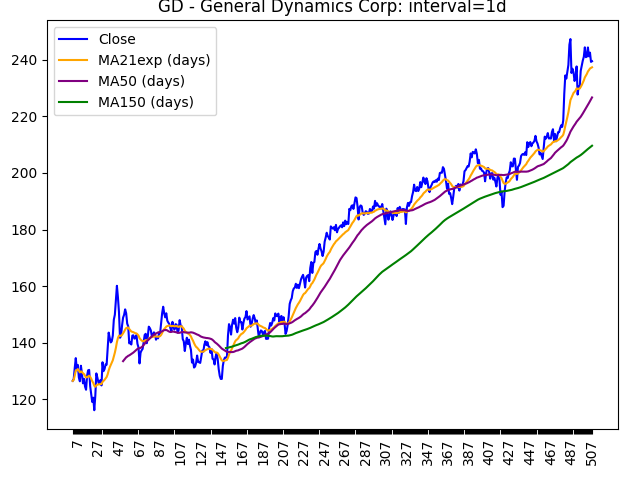 GD - General Dynamics Corp: interval=1d
Close
MA21exp (days)
MA50 (days)
MA150 (days)
240
220
200
180
160
140
120
7 27 47 67 87 107 127 147 167 187 207 227 247 267 287 307 327 347 367 387 407 427 447 467 487 507